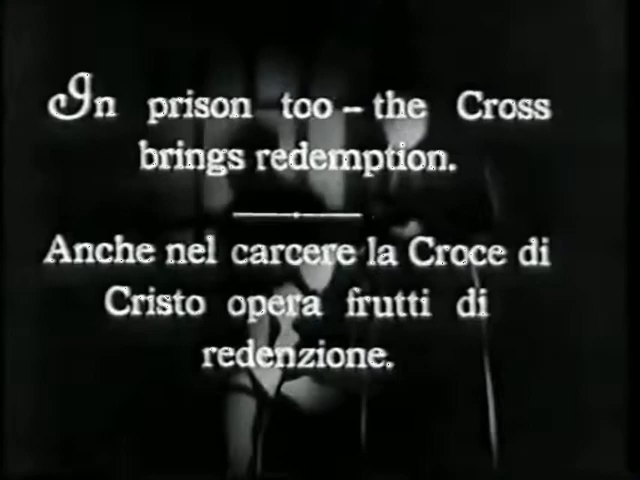 In prison too – the Cross
brings redemption.
Anche nel carcere la Croce di
Cristo opera frutti di
redenzione.